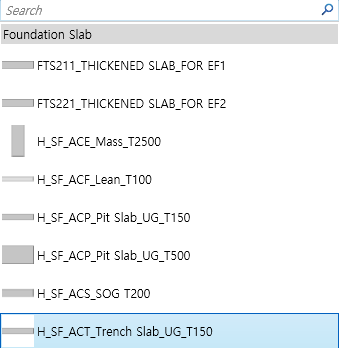 Search
Foundation Slab
FTS211_THICKENED SLAB_FOR EF1
FTS221_THICKENED SLAB_FOR EF2
H_SF_ACE_Mass_T2500
H_SF_ACF_Lean_T100
H_SF_ACP_Pit Slab_UG_T150
H_SF_ACP_Pit Slab_UG_T500
H_SF_ACS_SOG T200
H_SF_ACT_Trench Slab_UG_T150